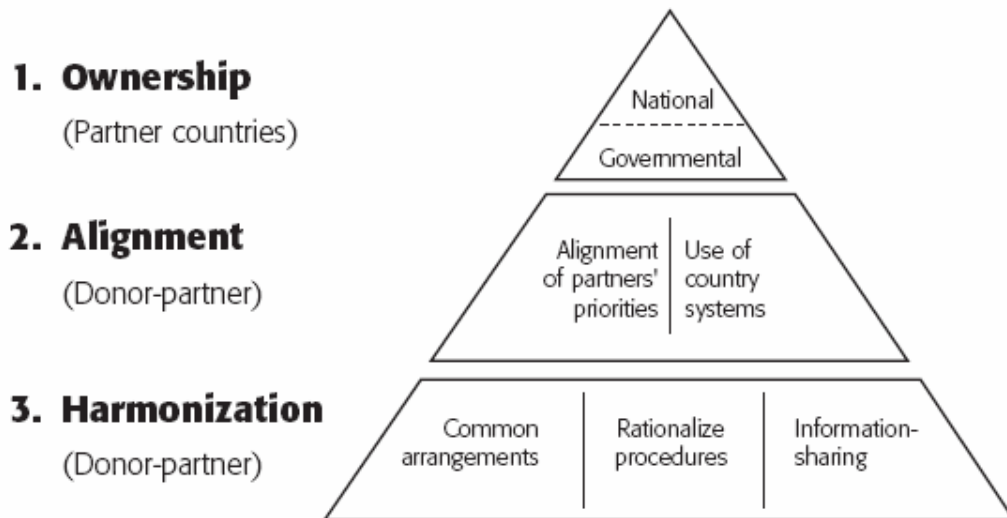 1. Ownership
(Partner countries)
National
Governmental
2. Alignment
(Donor-partner)
Alignment
of partners'
priorities
Use of
country
systems
3. Harmonization
(Donor-partner)
Common
arrangements
Rationalize
procedures
Information-
sharing